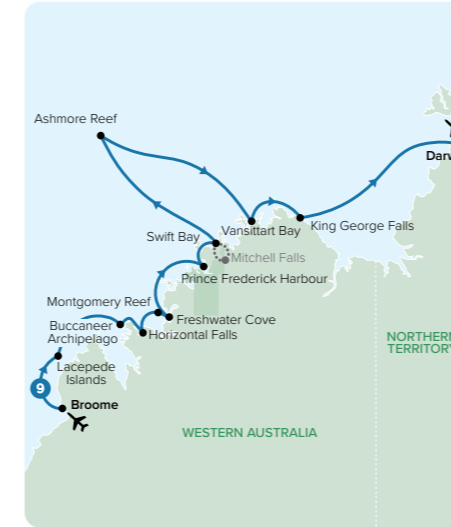 Ashmore Reef
Darw
Vansittart Bay
King George Falls
Swift Bay
Mitchell Falls
Prince Frederick Harbour
Montgomery Reef
Freshwater Cove
Buccaneer
Archipelago
Horizontal Falls
NORTHERN
TERRITORY
Lacepede
Islands
9
Broome
WESTERN AUSTRALIA